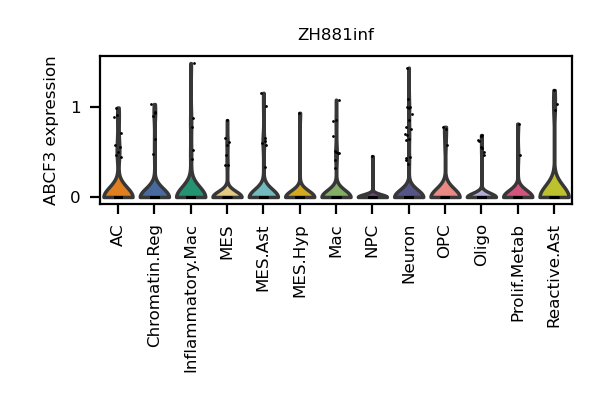 ZH881inf
ABCF3 expression
1
0
AC
Chromatin.Reg
Inflammatory.Mac
MES
MES.Ast
MES.Hyp
Mac
NPC
Neuron
OPC
Oligo
Prolif.Metab
Reactive.Ast